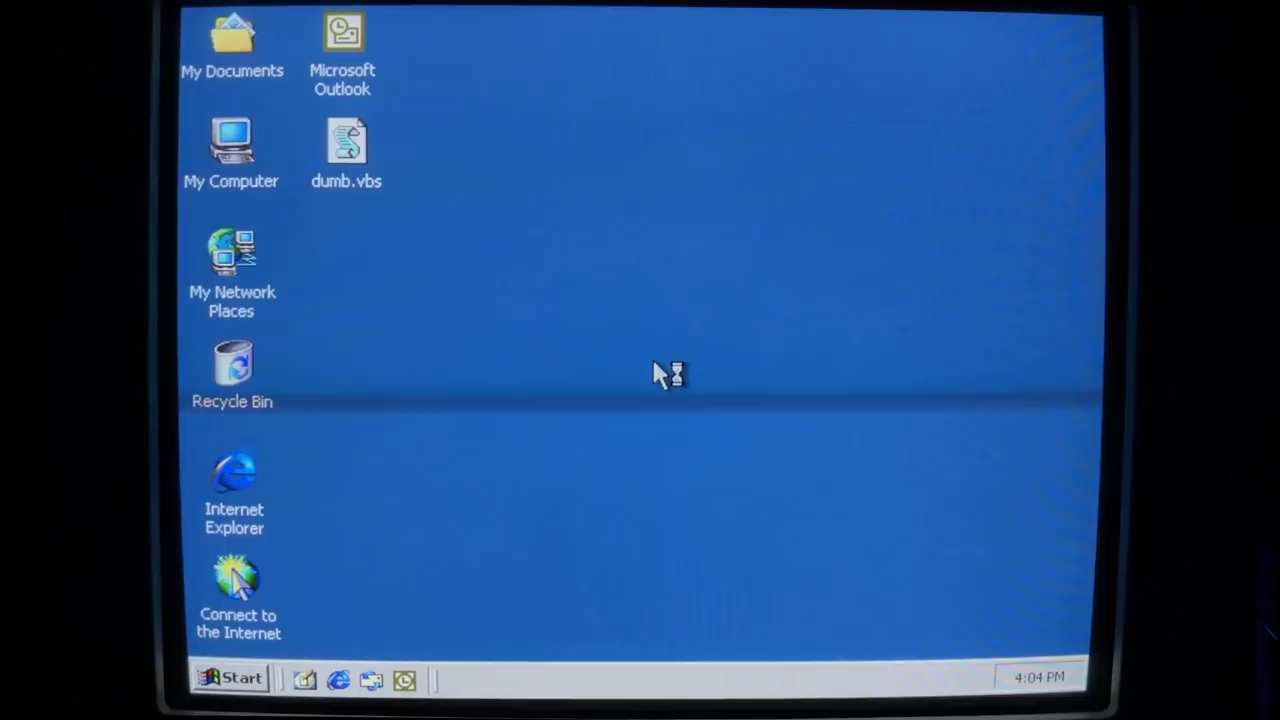 My Documents
Microsoft
Outlook
My Computer
dumb.vbs
My Network
Places
Recycle Bin
Internet
Explorer
Connect to
the Internet
Start
4:04 PM